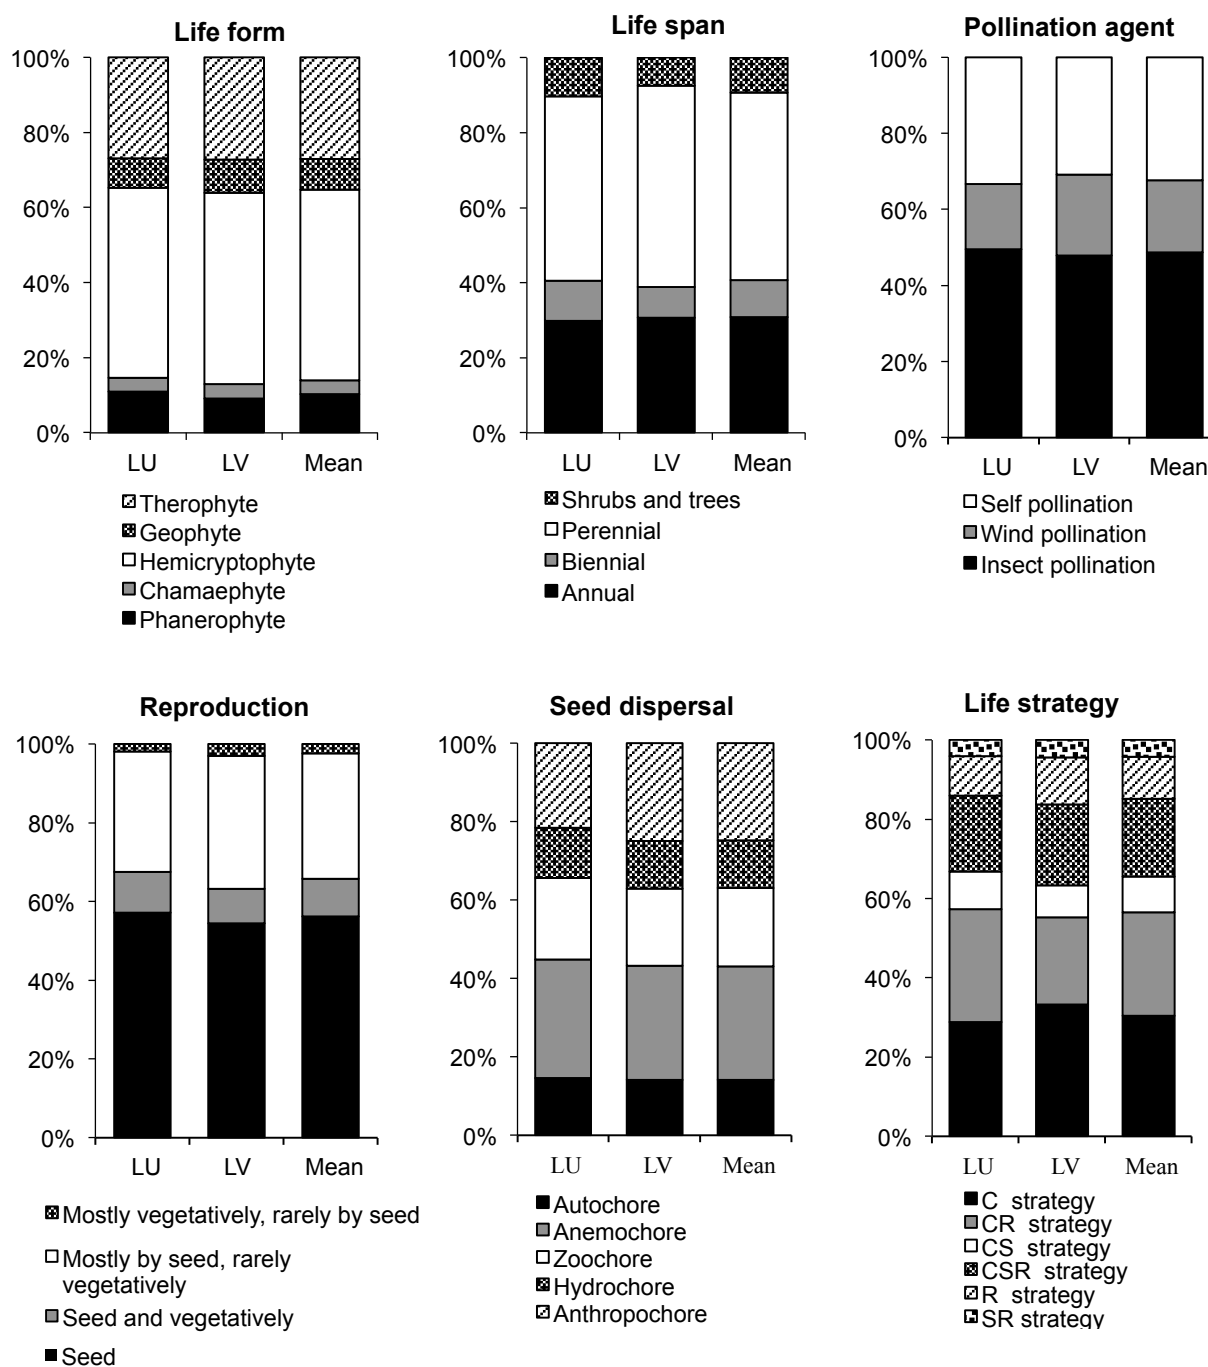 Life form
100%
80%
60%
40%
20%
0%
LU LV Mean
Therophyte
Geophyte
Hemicryptophyte
Chamaephyte
Phanerophyte
Life span
100%
80%
60%
40%
20%
0%
LU LV Mean
Shrubs and trees
Perennial
Biennial
Annual
Pollination agent
100%
80%
60%
40%
20%
0%
LU LV Mean
Self pollination
Wind pollination
Insect pollination
Reproduction
100%
80%
60%
40%
20%
0%
LU LV Mean
Mostly vegetatively, rarely by seed
Mostly by seed, rarely
vegetatively
Seed and vegetatively
Seed
Seed dispersal
100%
80%
60%
40%
20%
0%
LU LV Mean
Autochore
Anemochore
Zoochore
Hydrochore
Anthropochore
Life strategy
100%
80%
60%
40%
20%
0%
LU LV Mean
C strategy
CR strategy
CS strategy
CSR strategy
R strategy
SR strategy